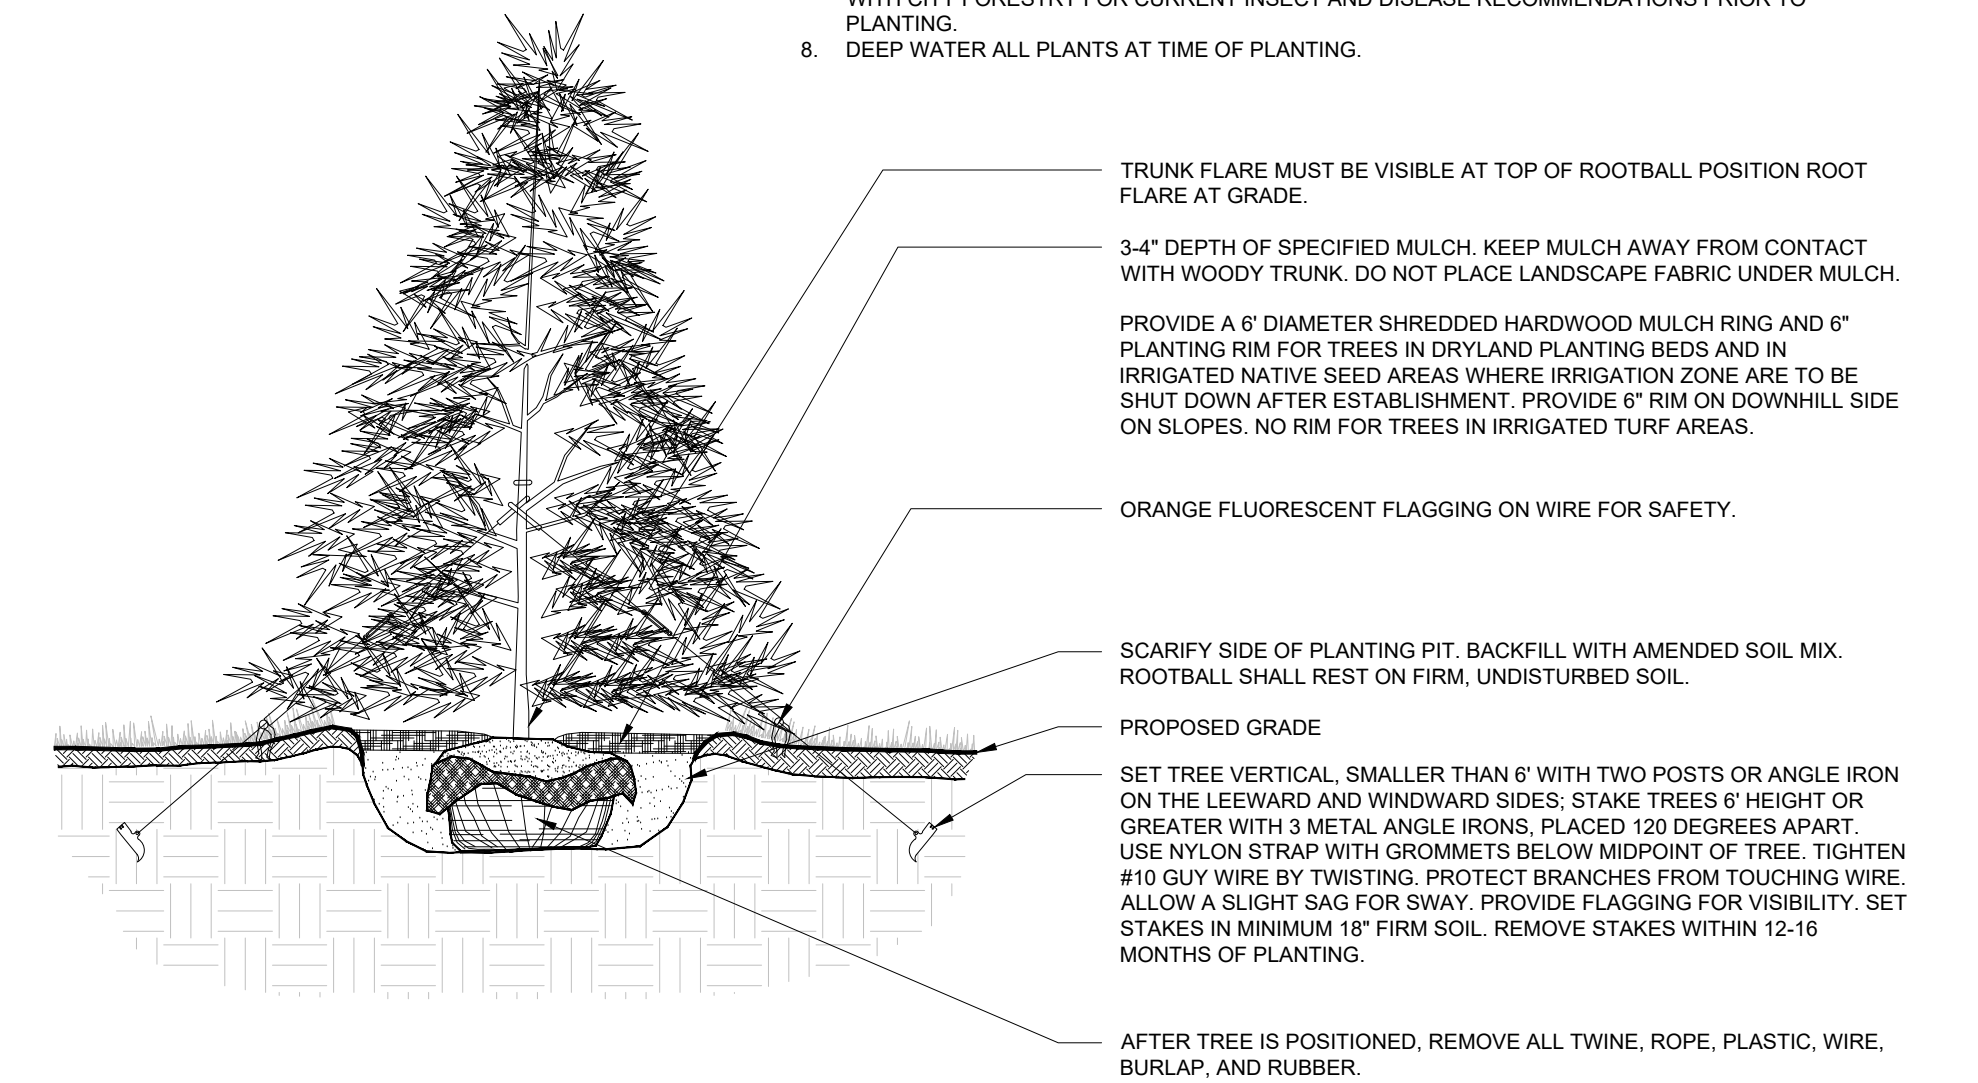 WITH CITY FORESTRY FOR CURRENT INSECT AND DISEASE RECOMMENDATIONS PRIOR TO
PLANTING.
8. DEEP WATER ALL PLANTS AT TIME OF PLANTING.
TRUNK FLARE MUST BE VISIBLE AT TOP OF ROOTBALL POSITION ROOT
FLARE AT GRADE.
3-4" DEPTH OF SPECIFIED MULCH. KEEP MULCH AWAY FROM CONTACT
WITH WOODY TRUNK. DO NOT PLACE LANDSCAPE FABRIC UNDER MULCH.
PROVIDE A 6' DIAMETER SHREDDED HARDWOOD MULCH RING AND 6"
PLANTING RIM FOR TREES IN DRYLAND PLANTING BEDS AND IN
IRRIGATED NATIVE SEED AREAS WHERE IRRIGATION ZONE ARE TO BE
SHUT DOWN AFTER ESTABLISHMENT. PROVIDE 6" RIM ON DOWNHILL SIDE
ON SLOPES. NO RIM FOR TREES IN IRRIGATED TURF AREAS.
ORANGE FLUORESCENT FLAGGING ON WIRE FOR SAFETY.
SCARIFY SIDE OF PLANTING PIT. BACKFILL WITH AMENDED SOIL MIX.
ROOTBALL SHALL REST ON FIRM, UNDISTURBED SOIL.
PROPOSED GRADE
SET TREE VERTICAL, SMALLER THAN 6' WITH TWO POSTS OR ANGLE IRON
ON THE LEEWARD AND WINDWARD SIDES; STAKE TREES 6' HEIGHT OR
GREATER WITH 3 METAL ANGLE IRONS, PLACED 120 DEGREES APART.
USE NYLON STRAP WITH GROMMETS BELOW MIDPOINT OF TREE. TIGHTEN
#10 GUY WIRE BY TWISTING. PROTECT BRANCHES FROM TOUCHING WIRE.
ALLOW A SLIGHT SAG FOR SWAY. PROVIDE FLAGGING FOR VISIBILITY. SET
STAKES IN MINIMUM 18" FIRM SOIL. REMOVE STAKES WITHIN 12-16
MONTHS OF PLANTING.
AFTER TREE IS POSITIONED, REMOVE ALL TWINE, ROPE, PLASTIC, WIRE,
BURLAP, AND RUBBER.